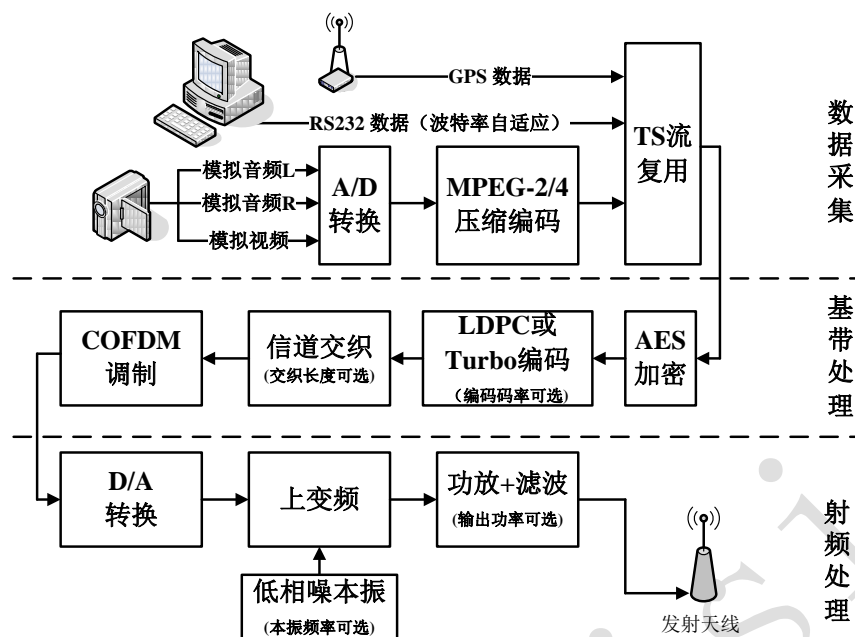 GPS 数据
RS232 数据（波特率自适应）
模拟音频L
模拟音频R
模拟视频
A/D
转换
MPEG-2/4
压缩编码
TS流
复用
数据采集
COFDM
调制
信道交织
(交织长度可选)
LDPC或
Turbo编码
（编码码率可选)
AES
加密
基带处理
D/A
转换
上变频
功放+滤波
(输出功率可选)
低相噪本振
(本振频率可选)
发射天线
射频处理